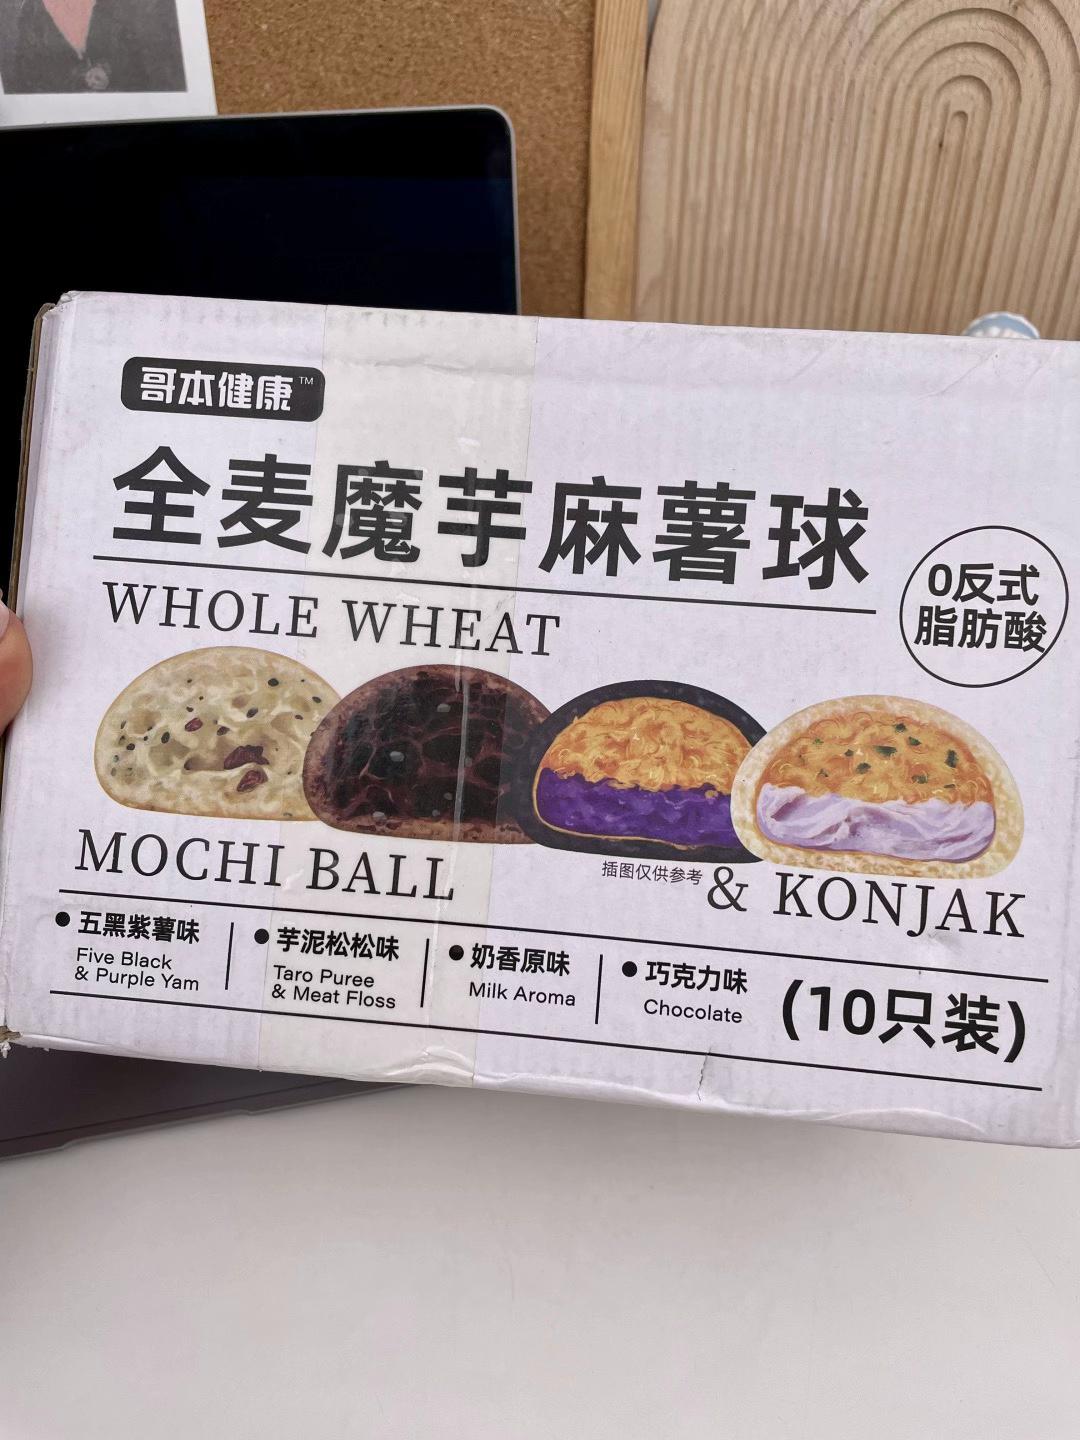 哥本健康™
全麦魔芋麻薯球
0反式
脂肪酸
WHOLE WHEAT
MOCHI BALL
插图仅供参考
& KONJAK
五黑紫薯味
Five Black
& Purple Yam
芋泥松松味
Taro Puree
& Meat Floss
奶香原味
Milk Aroma
巧克力味
Chocolate
(10只装)